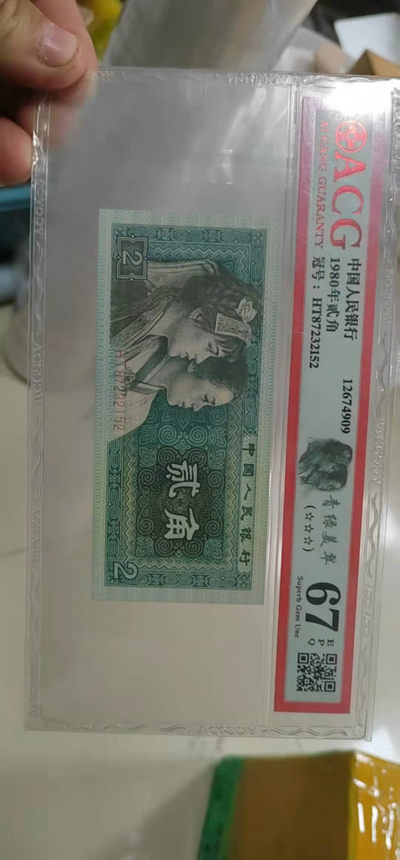 ACG
中国人民银行
1980年贰角
冠号：HT87232152
12674909
青绿美翠
(☆☆☆)
67
EPQ
Superb Gem Unc
中国人民银行
贰角
2
2
HT87232152